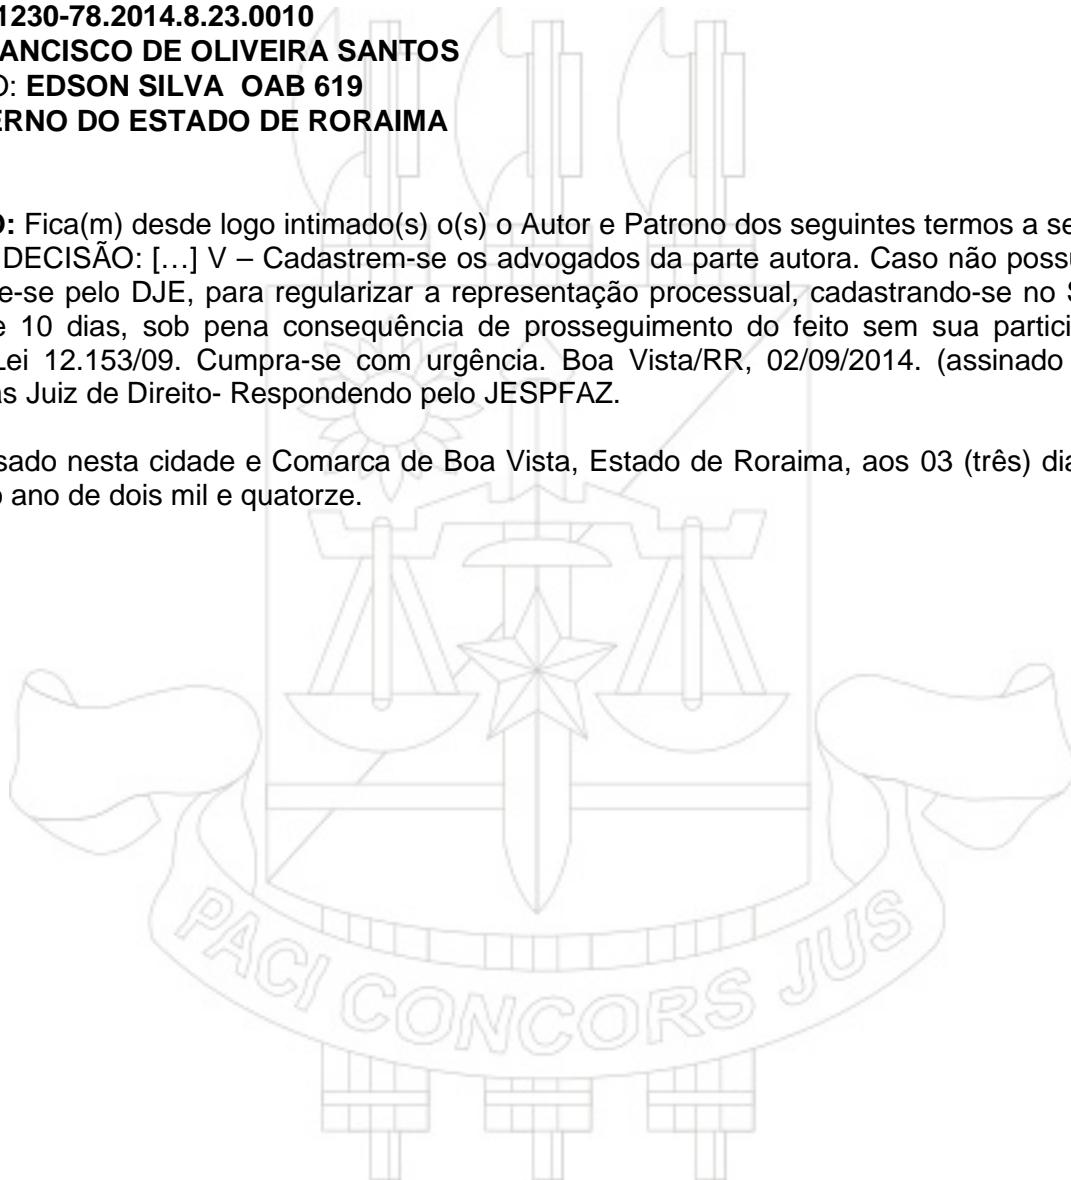 1230-78.2014.8.23.0010
ANCISCO DE OLIVEIRA SANTOS
O: EDSON SILVA OAB 619
ERNO DO ESTADO DE RORAIMA
O: Fica(m) desde logo intimado(s) o(s) o Autor e Patrono dos seguintes termos a se
DECISÃO: […] V – Cadastrem-se os advogados da parte autora. Caso não possu
e-se pelo DJE, para regularizar a representação processual, cadastrando-se no S
e 10 dias, sob pena consequência de prosseguimento do feito sem sua partici
Lei 12.153/09. Cumpra-se com urgência. Boa Vista/RR, 02/09/2014. (assinado
as Juiz de Direito- Respondendo pelo JESPFAZ.
sado nesta cidade e Comarca de Boa Vista, Estado de Roraima, aos 03 (três) dia
o ano de dois mil e quatorze.
PACI CONCORS JUS